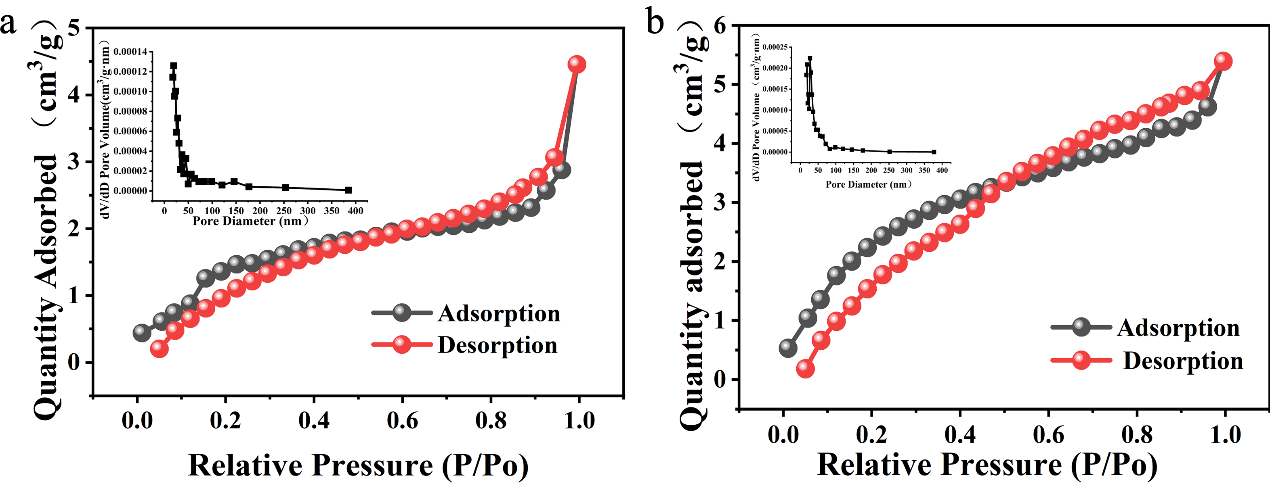 a
Quantity Adsorbed （cm³/g）
5
4
3
2
1
0
0.0 0.2 0.4 0.6 0.8 1.0
Relative Pressure (P/Po)
Adsorption
Desorption
dV/dD Pore Volume(cm³/g·nm)
0.00014
0.00012
0.00010
0.00008
0.00006
0.00004
0.00002
0.00000
0 50 100 150 200 250 300 350 400
Pore Diameter (nm)
b
Quantity adsorbed （cm³/g）
6
5
4
3
2
1
0
0.0 0.2 0.4 0.6 0.8 1.0
Relative Pressure (P/Po)
Adsorption
Desorption
dV/dD Pore Volume （cm³/g·nm）
0.00025
0.00020
0.00015
0.00010
0.00005
0.00000
0 50 100 150 200 250 300 350 400
Pore Diameter (nm)